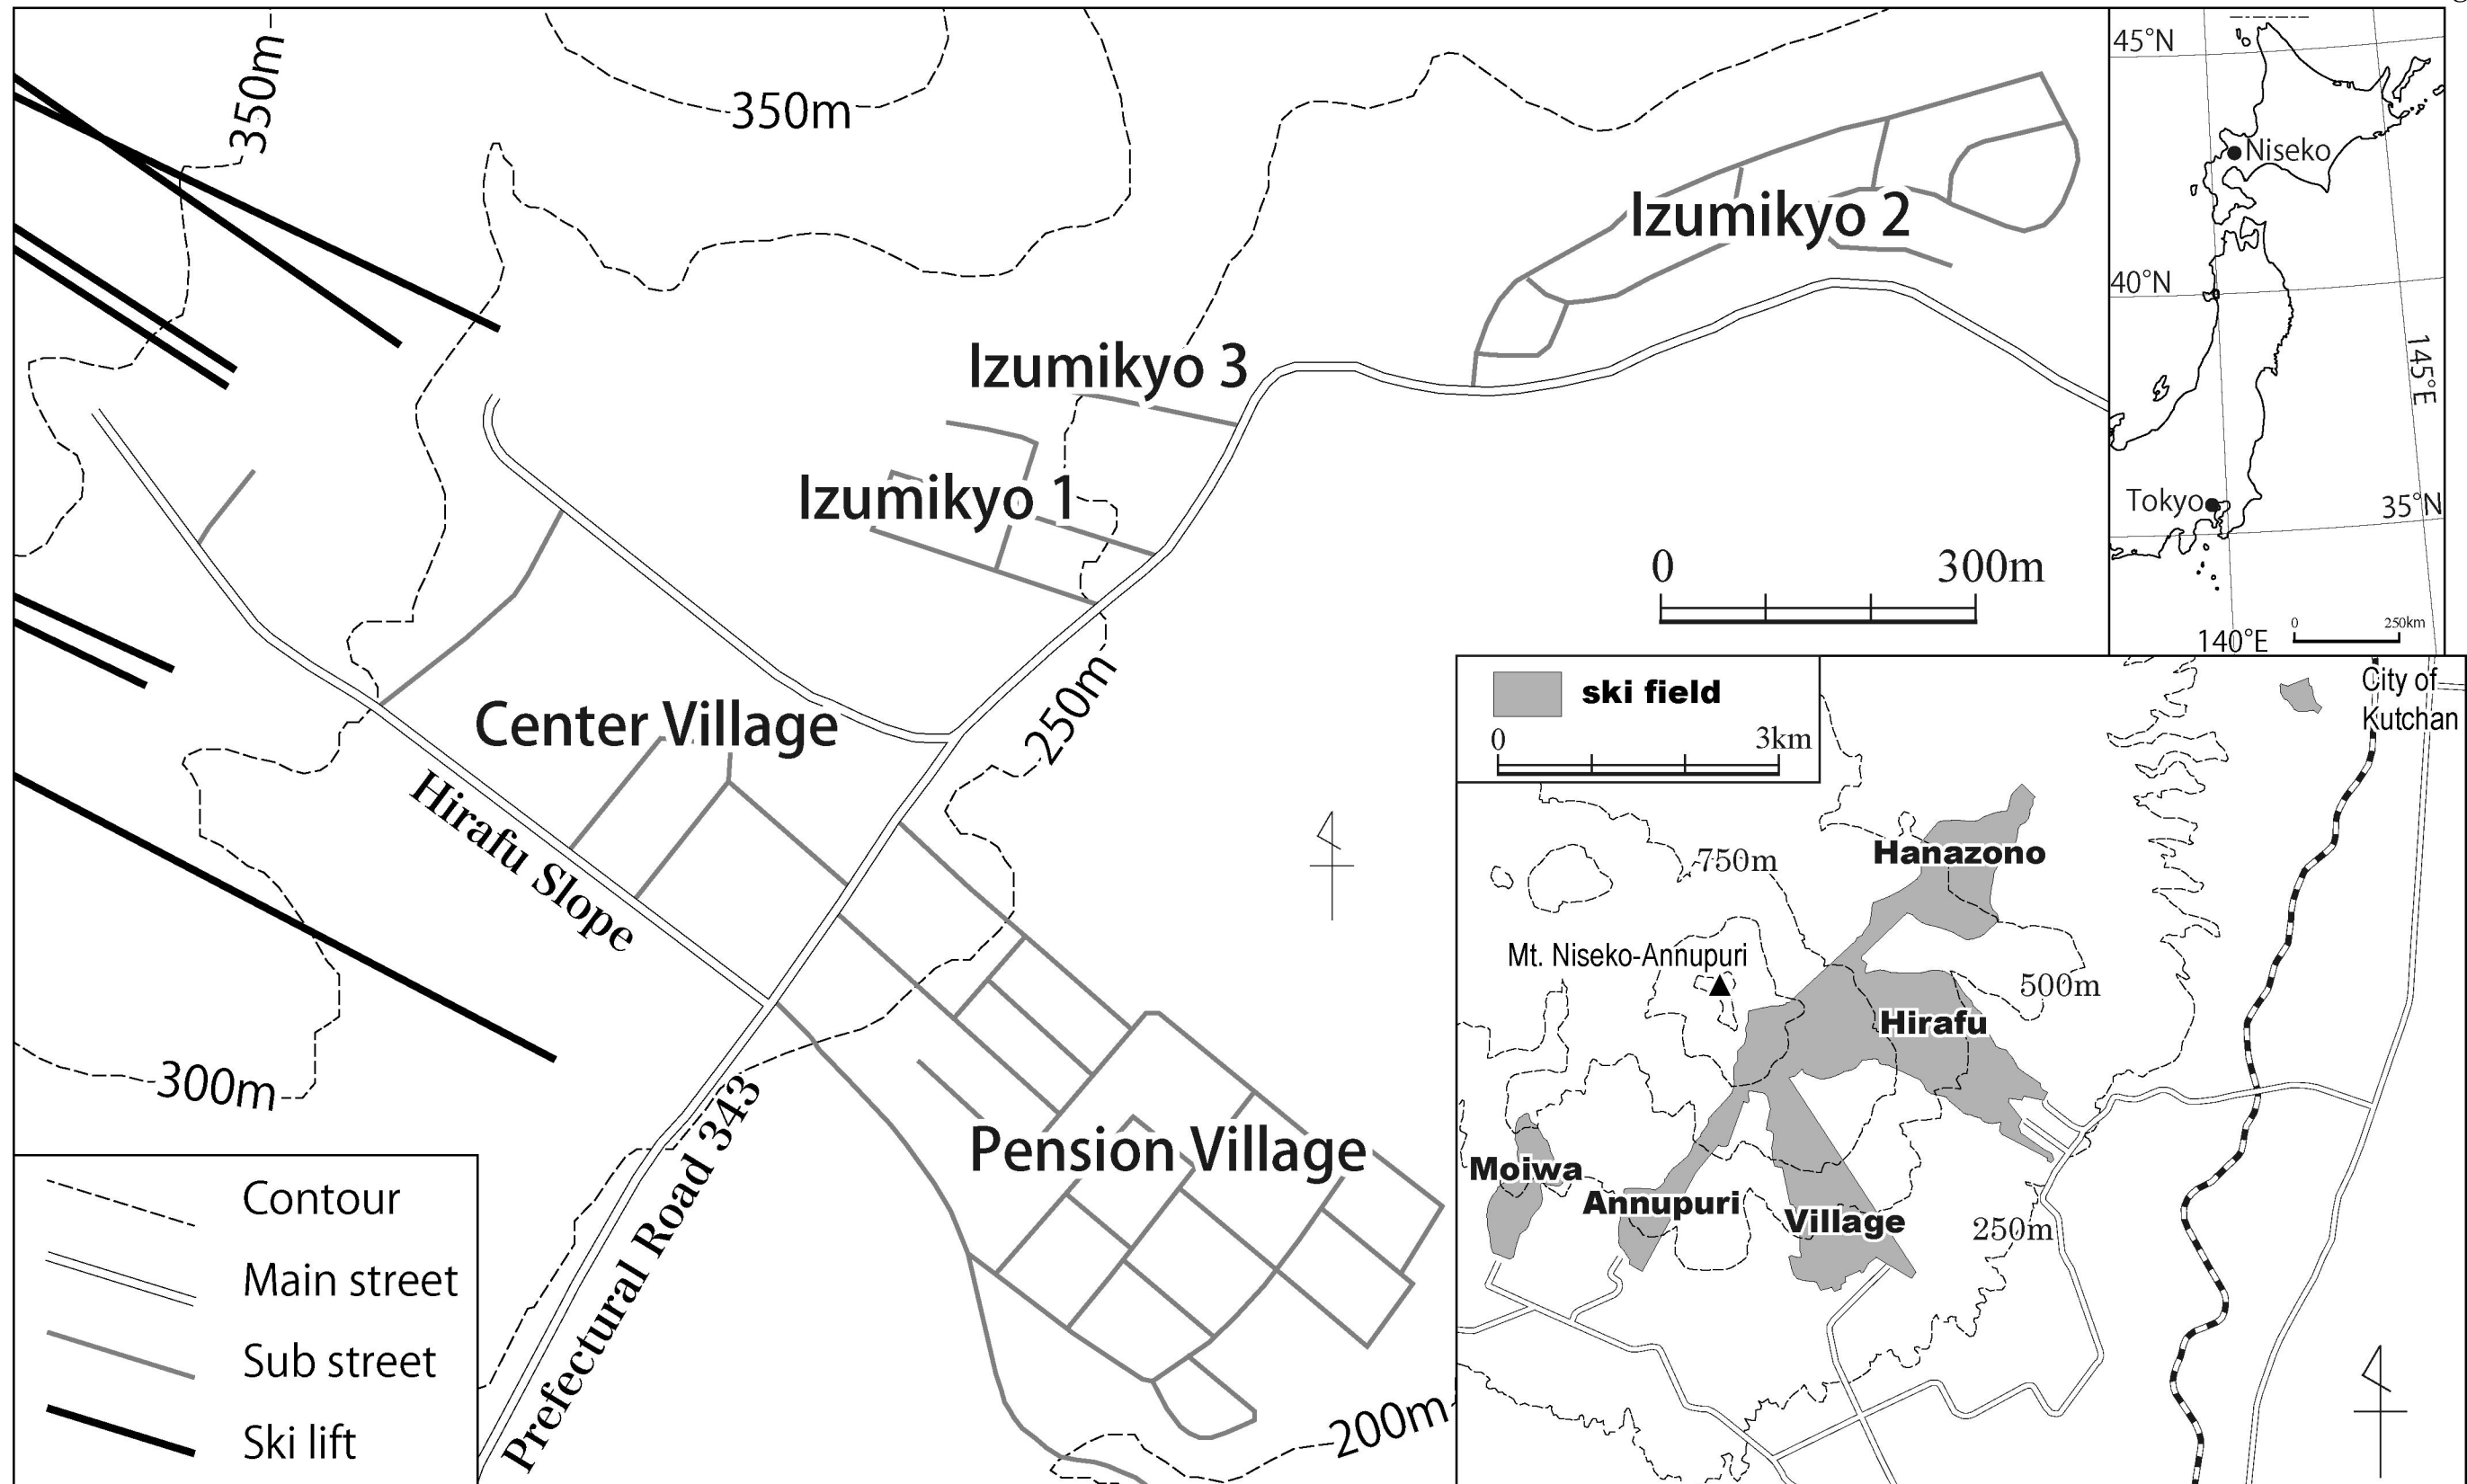 350m
350m
Izumikyo 2
Izumikyo 3
Izumikyo 1
0 300m
Center Village
250m
Hirafu Slope
300m
Prefectural Road 343
Pension Village
200m
Contour
Main street
Sub street
Ski lift
45°N
Niseko
40°N
145°E
Tokyo
35°N
140°E
0 250km
ski field
0 3km
City of
Kutchan
Hanazono
750m
Mt. Niseko-Annupuri
500m
Hirafu
Moiwa
Annupuri
Village
250m